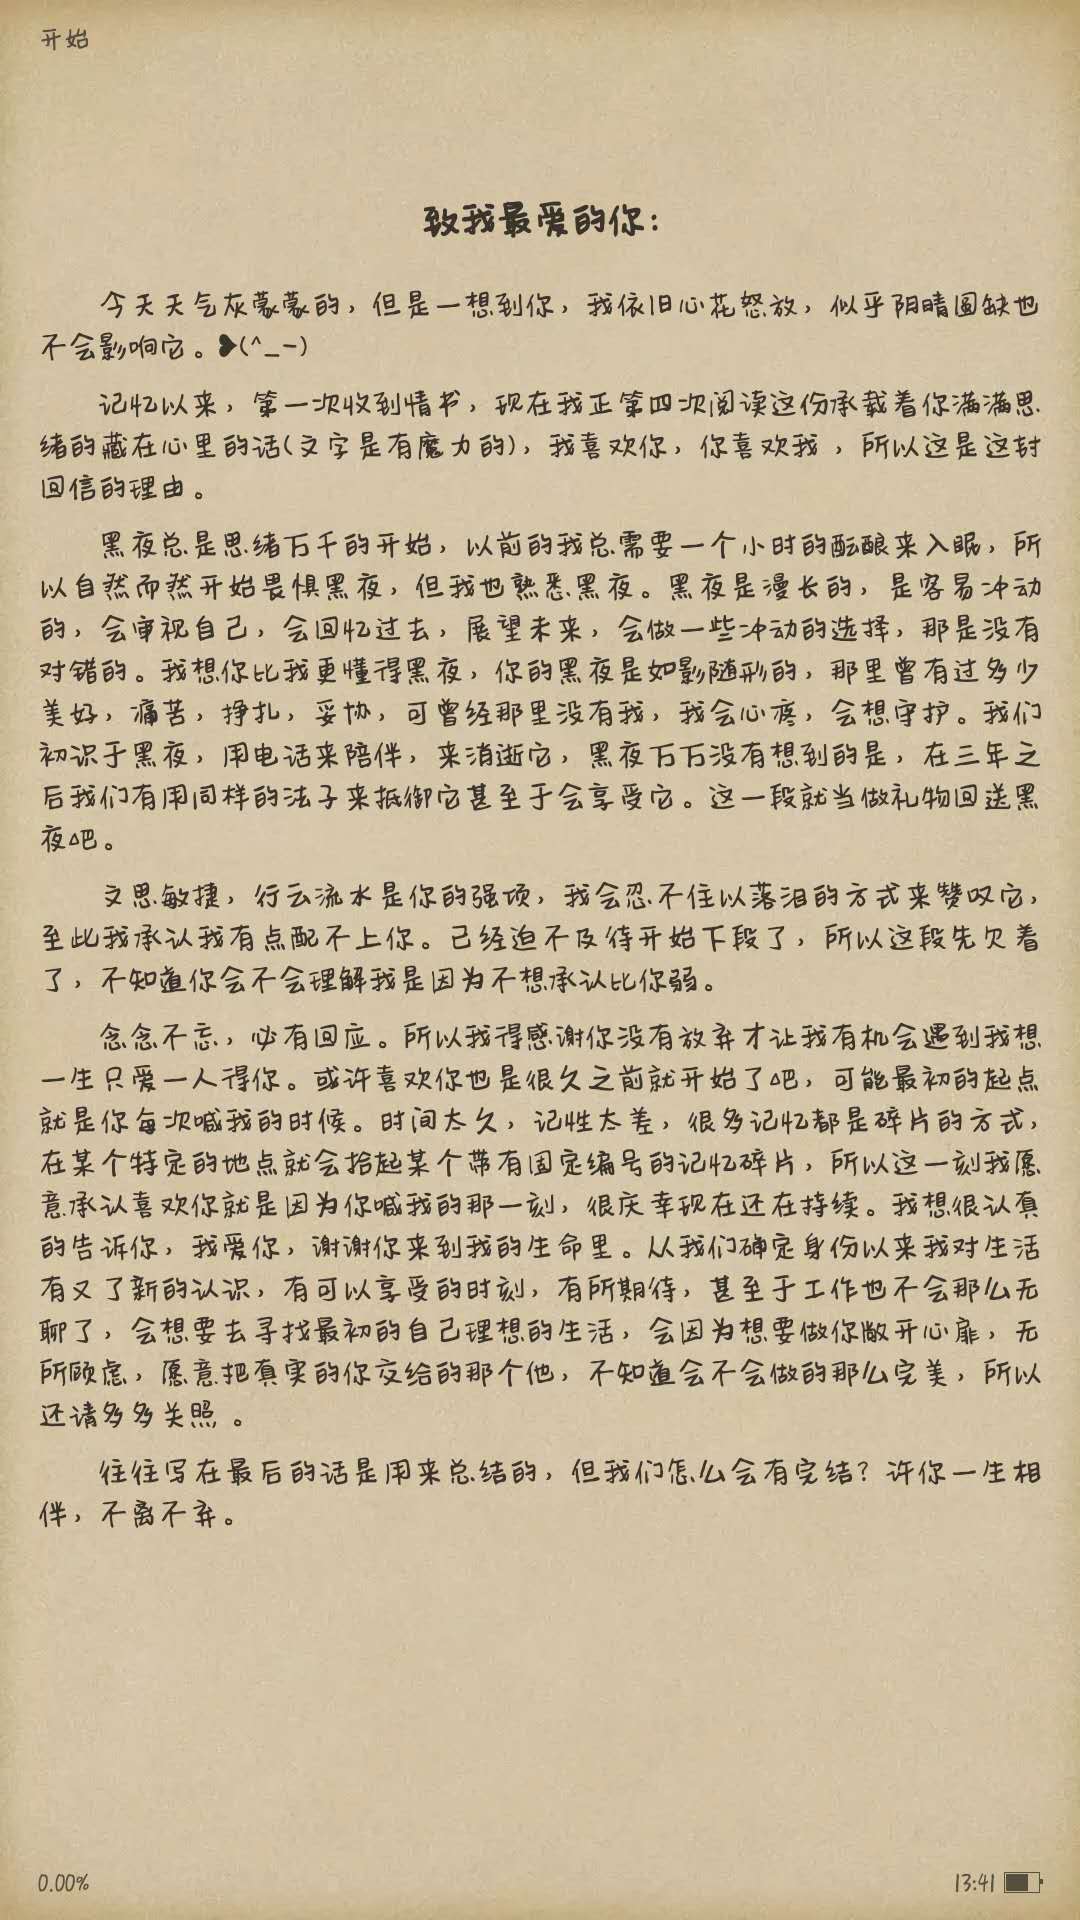 开始
致我最爱的你：
今天天气灰蒙蒙的，但是一想到你，我依旧心花怒放，似乎阴晴圆缺也
不会影响它。❥(^_-)
记忆以来，第一次收到情书，现在我正第四次阅读这份承载着你满满思
绪的藏在心里的话(文字是有魔力的)，我喜欢你，你喜欢我，所以这是这封
回信的理由。
黑夜总是思绪万千的开始，以前的我总需要一个小时的酝酿来入眠，所
以自然而然开始畏惧黑夜，但我也熟悉黑夜。黑夜是漫长的，是容易冲动
的，会审视自己，会回忆过去，展望未来，会做一些冲动的选择，那是没有
对错的。我想你比我更懂得黑夜，你的黑夜是如影随形的，那里曾有过多少
美好，痛苦，挣扎，妥协，可曾经那里没有我，我会心疼，会想守护。我们
初识于黑夜，用电话来陪伴，来消逝它，黑夜万万没有想到的是，在三年之
后我们有用同样的法子来抵御它甚至于会享受它。这一段就当做礼物回送黑
夜吧。
文思敏捷，行云流水是你的强项，我会忍不住以落泪的方式来赞叹它，
至此我承认我有点配不上你。已经迫不及待开始下段了，所以这段先欠着
了，不知道你会不会理解我是因为不想承认比你弱。
念念不忘，必有回应。所以我得感谢你没有放弃才让我有机会遇到我想
一生只爱一人得你。或许喜欢你也是很久之前就开始了吧，可能最初的起点
就是你每次喊我的时候。时间太久，记性太差，很多记忆都是碎片的方式，
在某个特定的地点就会拾起某个带有固定编号的记忆碎片，所以这一刻我愿
意承认喜欢你就是因为你喊我的那一刻，很庆幸现在还在持续。我想很认真
的告诉你，我爱你，谢谢你来到我的生命里。从我们确定身份以来我对生活
有又了新的认识，有可以享受的时刻，有所期待，甚至于工作也不会那么无
聊了，会想要去寻找最初的自己理想的生活，会因为想要做你敞开心扉，无
所顾虑，愿意把真实的你交给的那个他，不知道会不会做的那么完美，所以
还请多多关照 。
往往写在最后的话是用来总结的，但我们怎么会有完结？许你一生相
伴，不离不弃。
0.00%
13:41